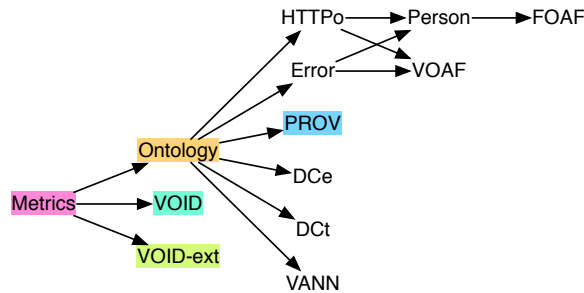 HTTPo Person FOAF
Error VOAF
PROV
Ontology
DCe
Metrics VOID
DCt
VOID-ext
VANN